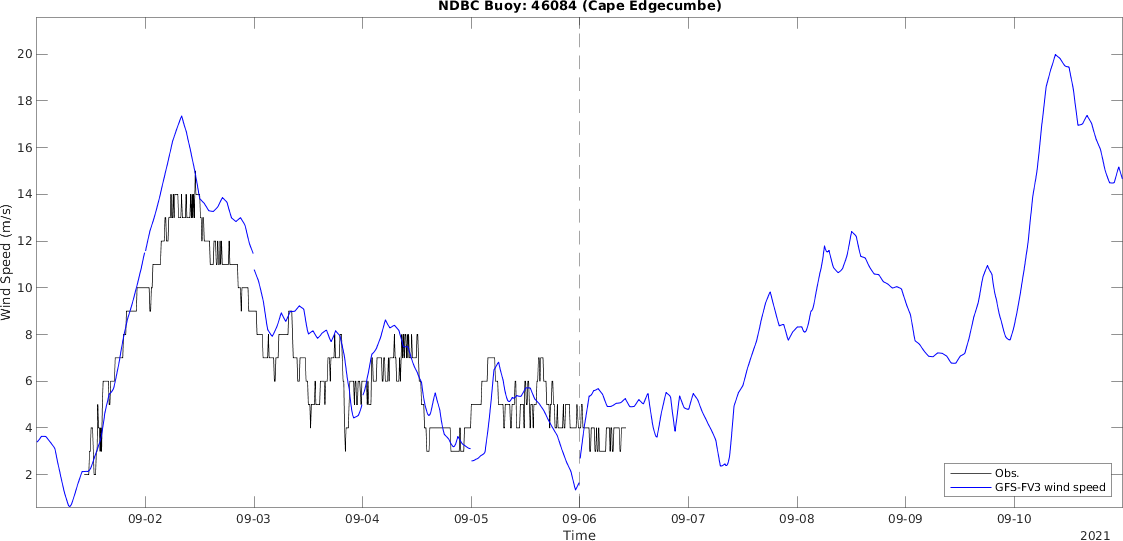 NDBC Buoy: 46084 (Cape Edgecumbe)
Wind Speed (m/s)
20
18
16
14
12
10
8
6
4
2
Obs.
GFS-FV3 wind speed
09-02 09-03 09-04 09-05 09-06 09-07 09-08 09-09 09-10
Time
2021